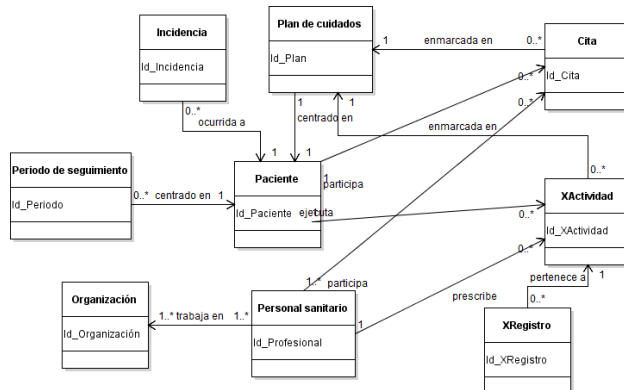 Incidencia
Id_Incidencia
Plan de cuidados
Id_Plan
Cita
Id_Cita
1
enmarcada en
0..*
0..*
0..*
1
1
centrado en
enmarcada en
0..*
ocurrida a
1
1
0..*
Periodo de seguimiento
Id_Periodo
0..*
centrado en
1
Paciente
Id_Paciente
1
participa
ejecuta
0..*
XActividad
Id_XActividad
0..*
pertenece a
1
0..*
Organización
Id_Organización
1..*
trabaja en
1..*
1..*
participa
Personal sanitario
Id_Profesional
1
prescribe
XRegistro
Id_XRegistro